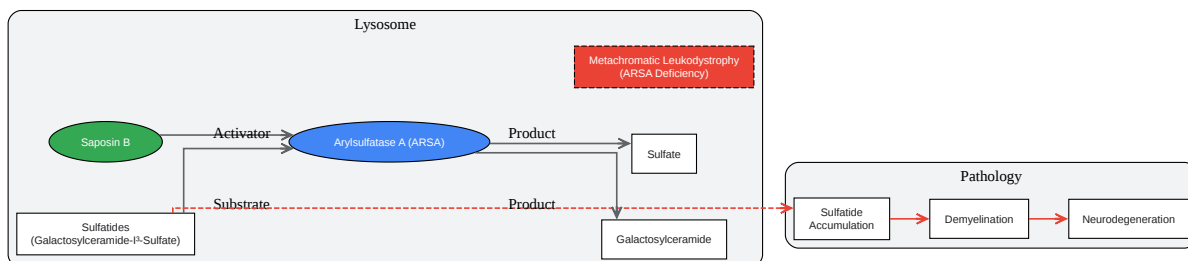 Lysosome
Metachromatic Leukodystrophy
(ARSA Deficiency)
Saposin B
Activator
Arylsulfatase A (ARSA)
Product
Sulfate
Sulfatides
(Galactosylceramide-I³-Sulfate)
Substrate
Product
Galactosylceramide
Pathology
Sulfatide
Accumulation
Demyelination
Neurodegeneration